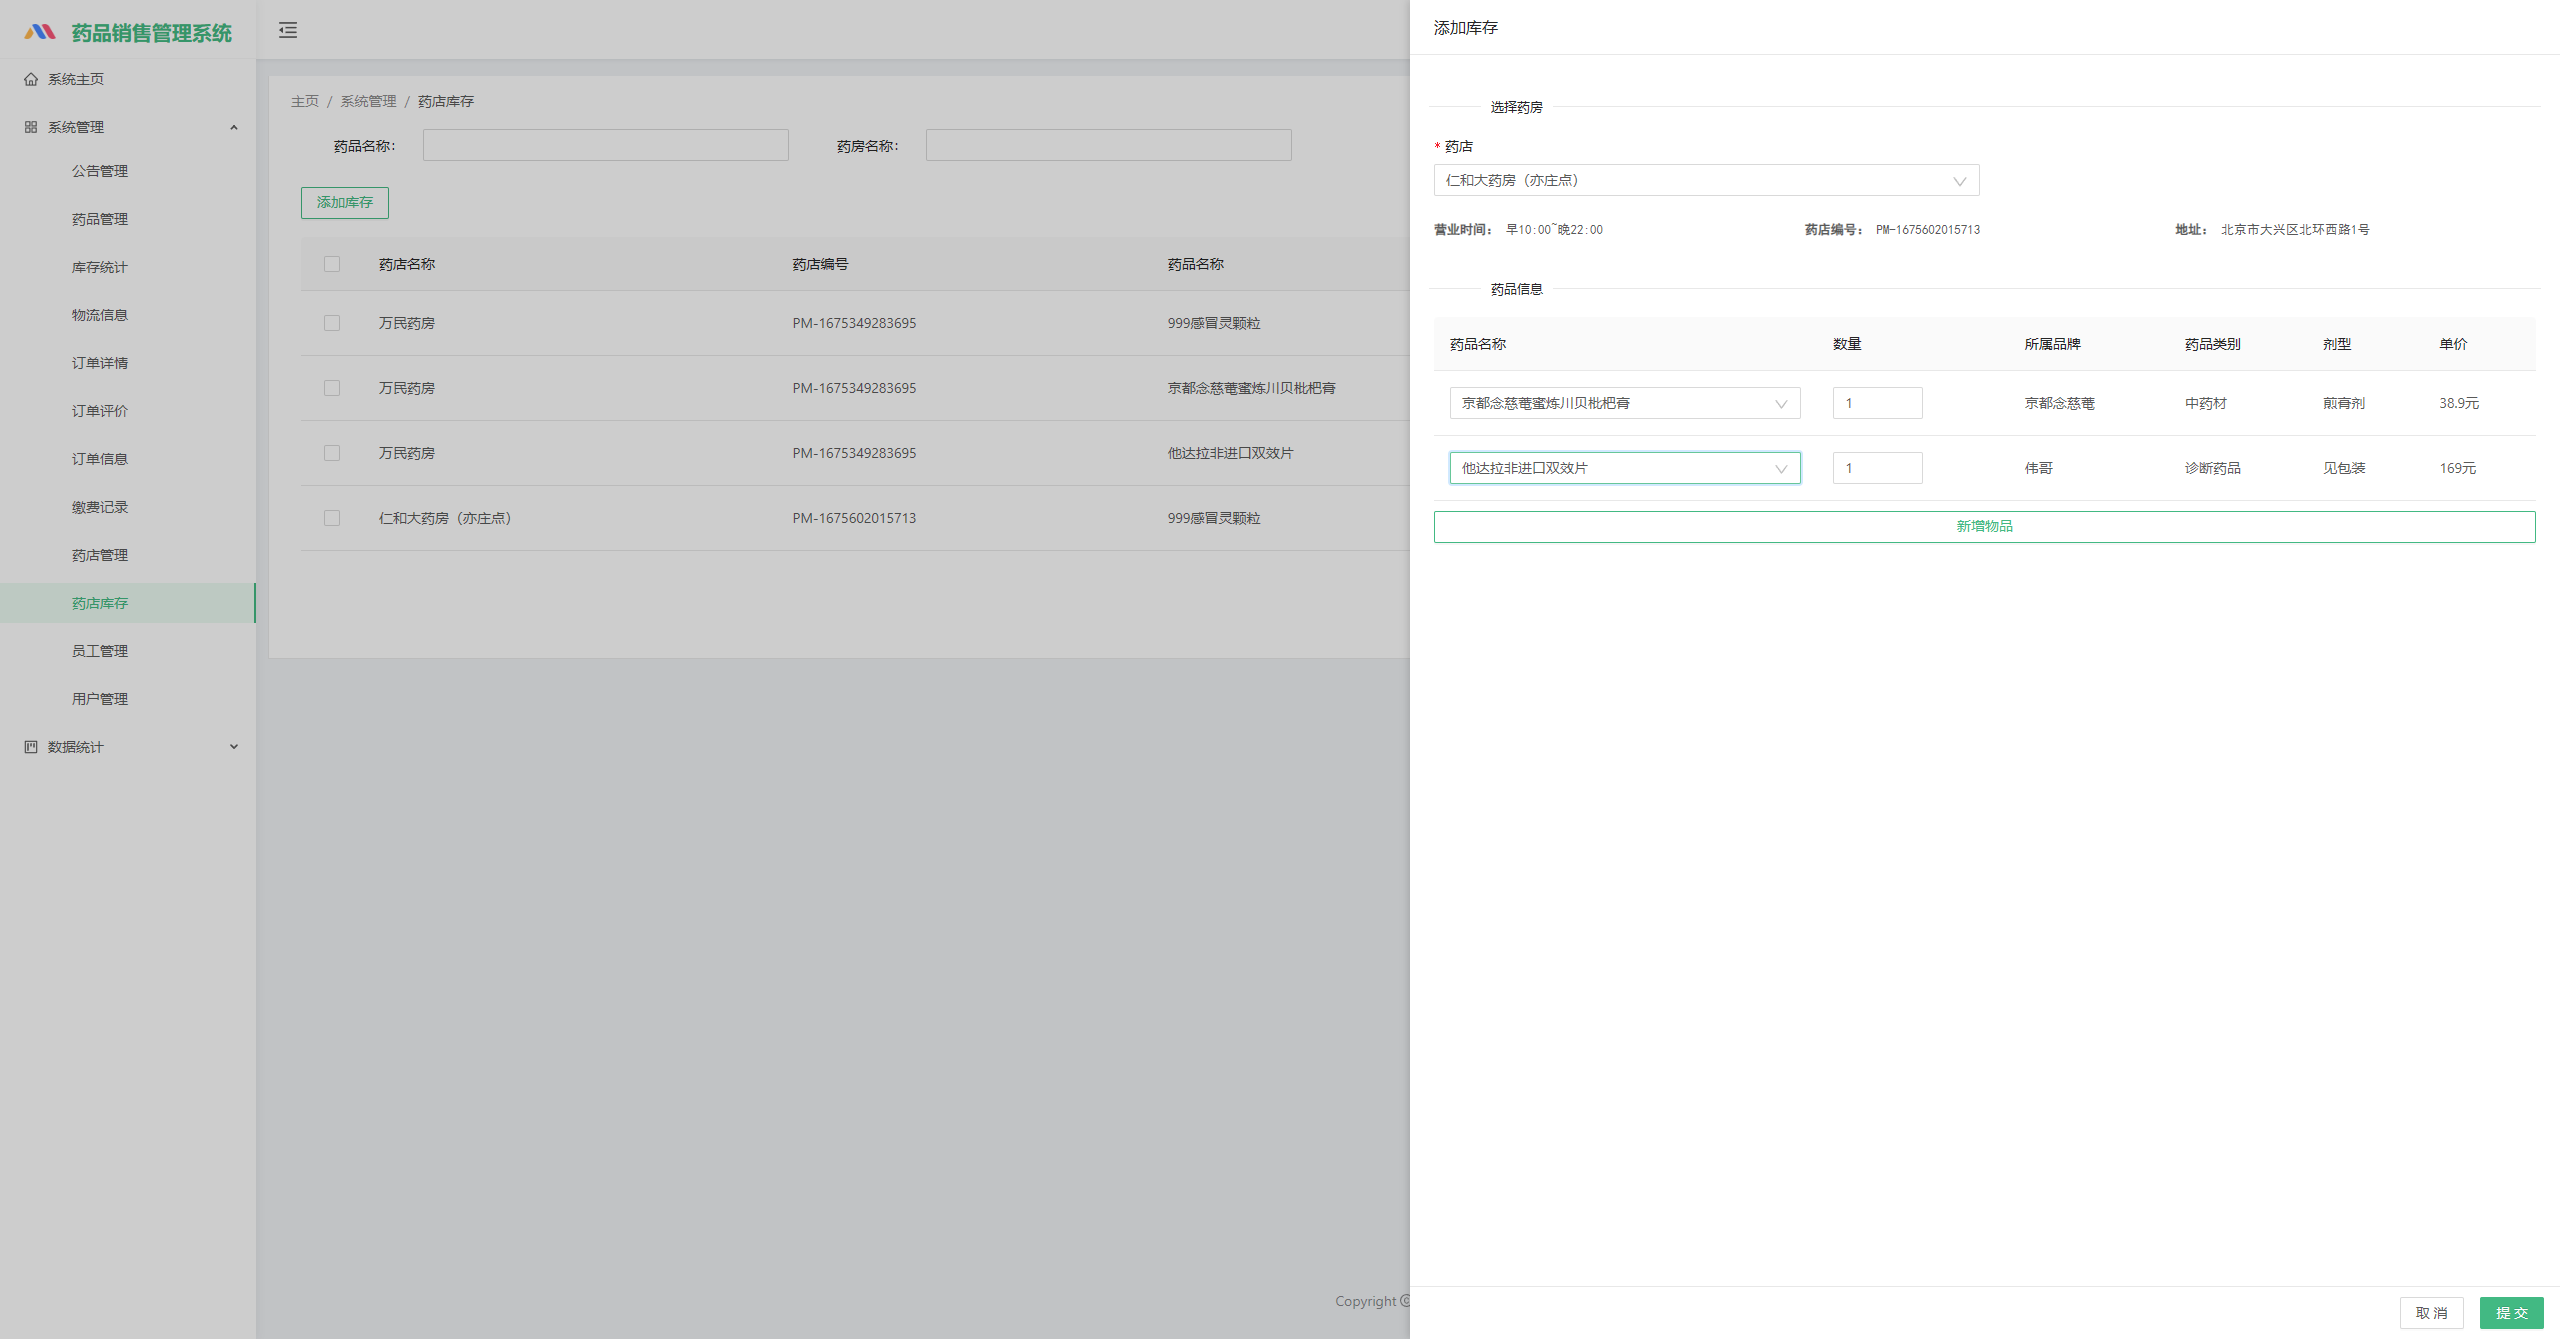 药品销售管理系统
系统主页
系统管理
公告管理
药品管理
库存统计
物流信息
订单详情
订单评价
订单信息
缴费记录
药店管理
药店库存
员工管理
用户管理
数据统计
主页 / 系统管理 / 药店库存
药品名称: 药房名称:
添加库存
药店名称 药店编号 药品名称
万民药房 PM-1675349283695 999感冒灵颗粒
万民药房 PM-1675349283695 京都念慈菴蜜炼川贝枇杷膏
万民药房 PM-1675349283695 他达拉非进口双效片
仁和大药房（亦庄点） PM-1675602015713 999感冒灵颗粒
Copyright ©
添加库存
选择药房
* 药店
仁和大药房（亦庄点）
营业时间： 早10:00~晚22:00 药店编号： PM-1675602015713 地址： 北京市大兴区北环西路1号
药品信息
药品名称 数量 所属品牌 药品类别 剂型 单价
京都念慈菴蜜炼川贝枇杷膏 1 京都念慈菴 中药材 煎膏剂 38.9元
他达拉非进口双效片 1 伟哥 诊断药品 见包装 169元
新增物品
取 消 提 交